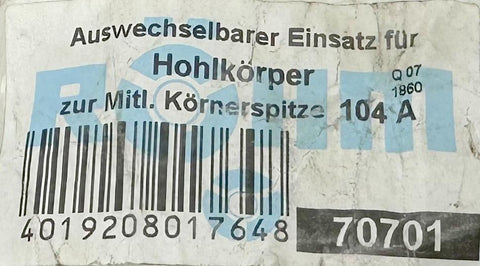 Auswechselbarer Einsatz für
Hohlkörper
Q 07
1860
zur Mitl. Körnerspitze 104 A
RÖHM
4019208017648
70701